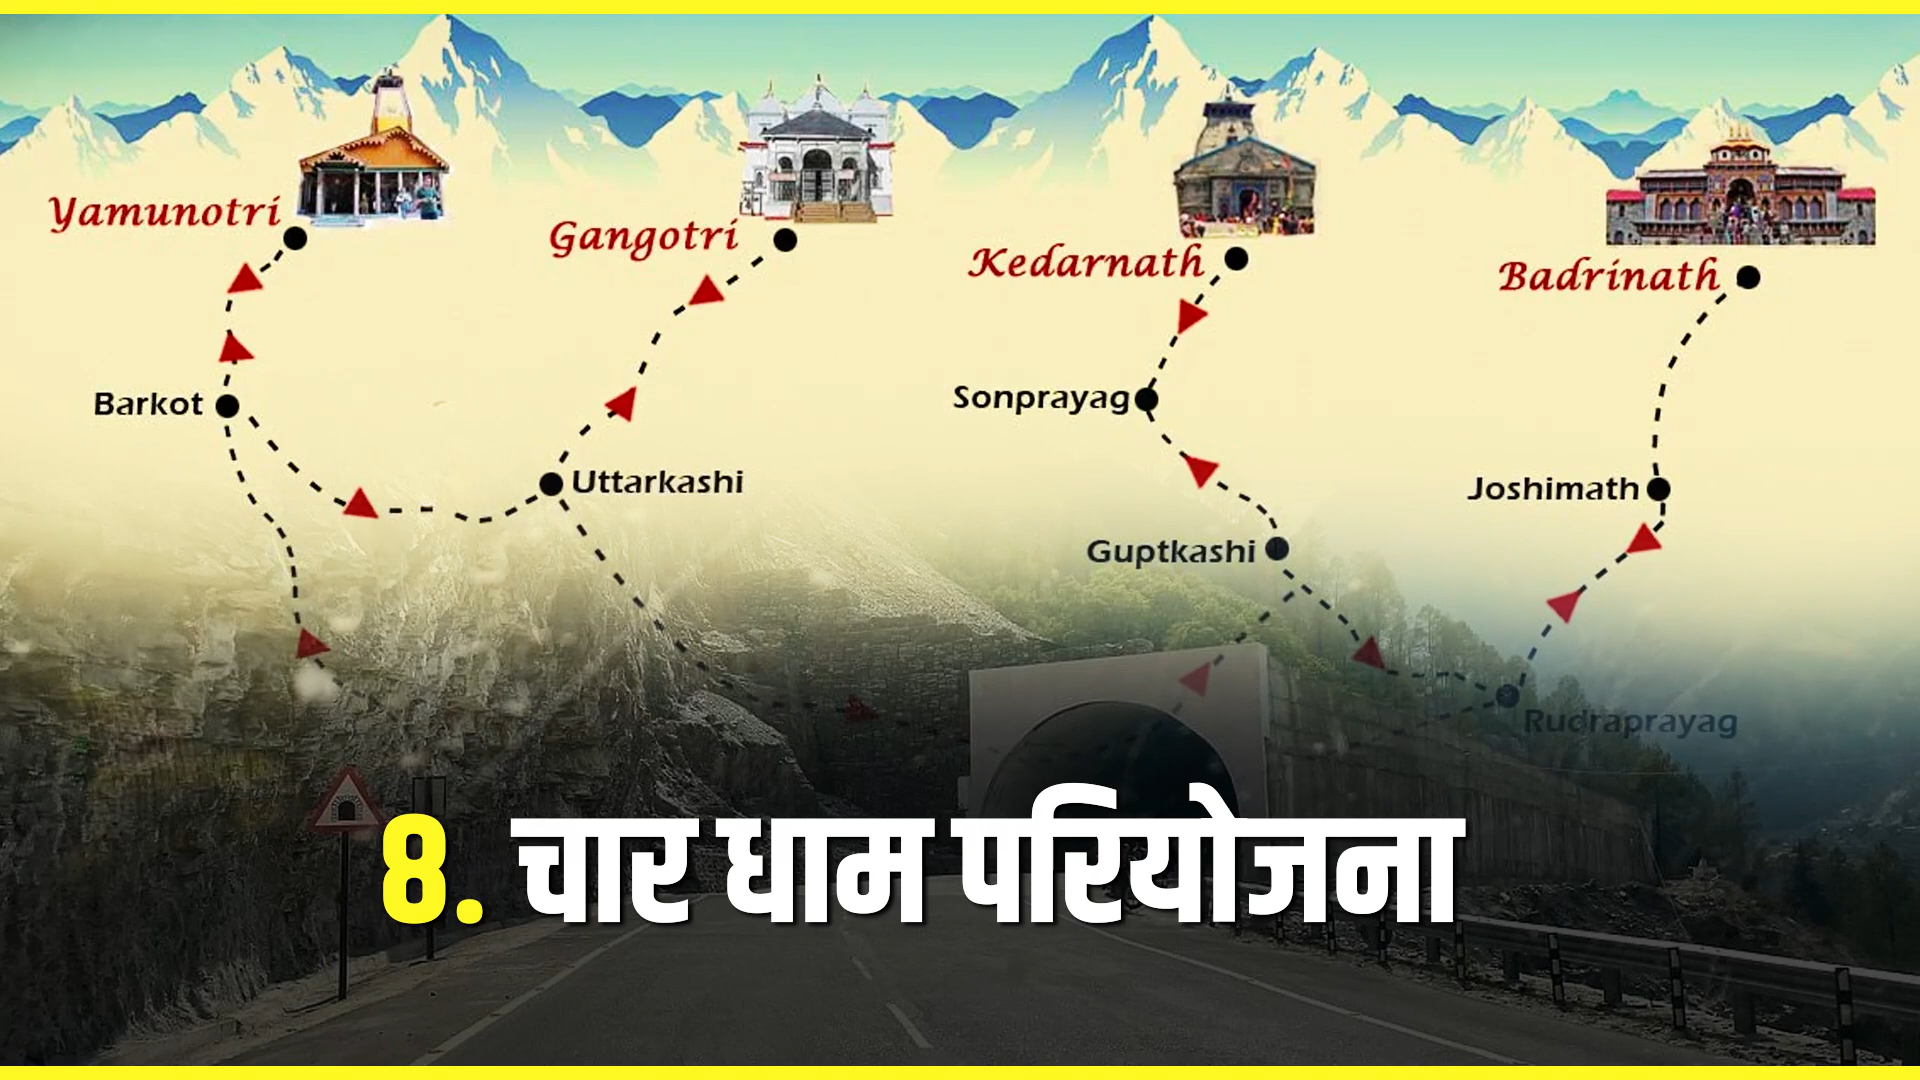 Yamunotri
Gangotri
Kedarnath
Badrinath
Barkot
Sonprayag
Uttarkashi
Joshimath
Guptkashi
Rudraprayag
8. चार धाम परियोजना